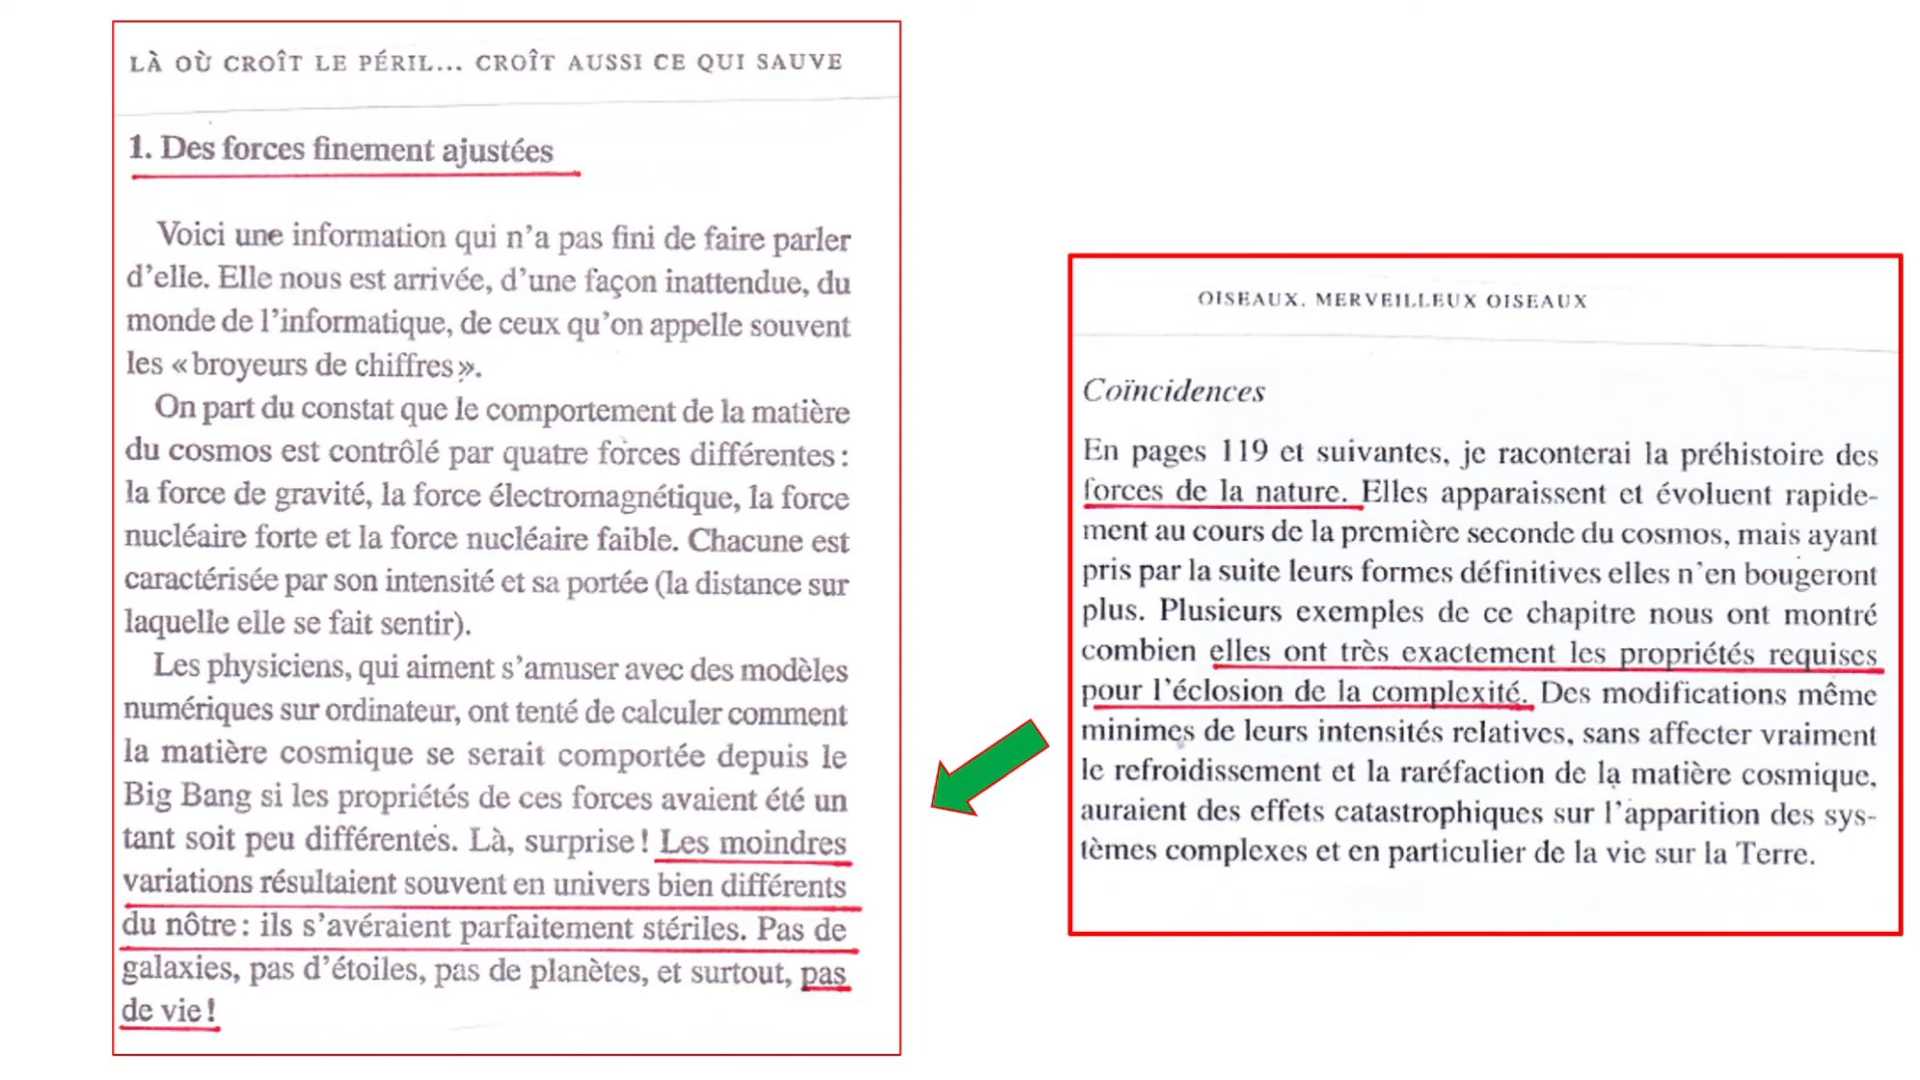 LÀ OÙ CROÎT LE PÉRIL... CROÎT AUSSI CE QUI SAUVE
1. Des forces finement ajustées
Voici une information qui n'a pas fini de faire parler
d'elle. Elle nous est arrivée, d'une façon inattendue, du
monde de l'informatique, de ceux qu'on appelle souvent
les « broyeurs de chiffres ».
On part du constat que le comportement de la matière
du cosmos est contrôlé par quatre forces différentes :
la force de gravité, la force électromagnétique, la force
nucléaire forte et la force nucléaire faible. Chacune est
caractérisée par son intensité et sa portée (la distance sur
laquelle elle se fait sentir).
Les physiciens, qui aiment s'amuser avec des modèles
numériques sur ordinateur, ont tenté de calculer comment
la matière cosmique se serait comportée depuis le
Big Bang si les propriétés de ces forces avaient été un
tant soit peu différentes. Là, surprise ! Les moindres
variations résultaient souvent en univers bien différents
du nôtre : ils s'avéraient parfaitement stériles. Pas de
galaxies, pas d'étoiles, pas de planètes, et surtout, pas
de vie !
OISEAUX, MERVEILLEUX OISEAUX
Coïncidences
En pages 119 et suivantes, je raconterai la préhistoire des
forces de la nature. Elles apparaissent et évoluent rapide-
ment au cours de la première seconde du cosmos, mais ayant
pris par la suite leurs formes définitives elles n'en bougeront
plus. Plusieurs exemples de ce chapitre nous ont montré
combien elles ont très exactement les propriétés requises
pour l'éclosion de la complexité. Des modifications même
minimes de leurs intensités relatives, sans affecter vraiment
le refroidissement et la raréfaction de la matière cosmique,
auraient des effets catastrophiques sur l'apparition des sys-
tèmes complexes et en particulier de la vie sur la Terre.